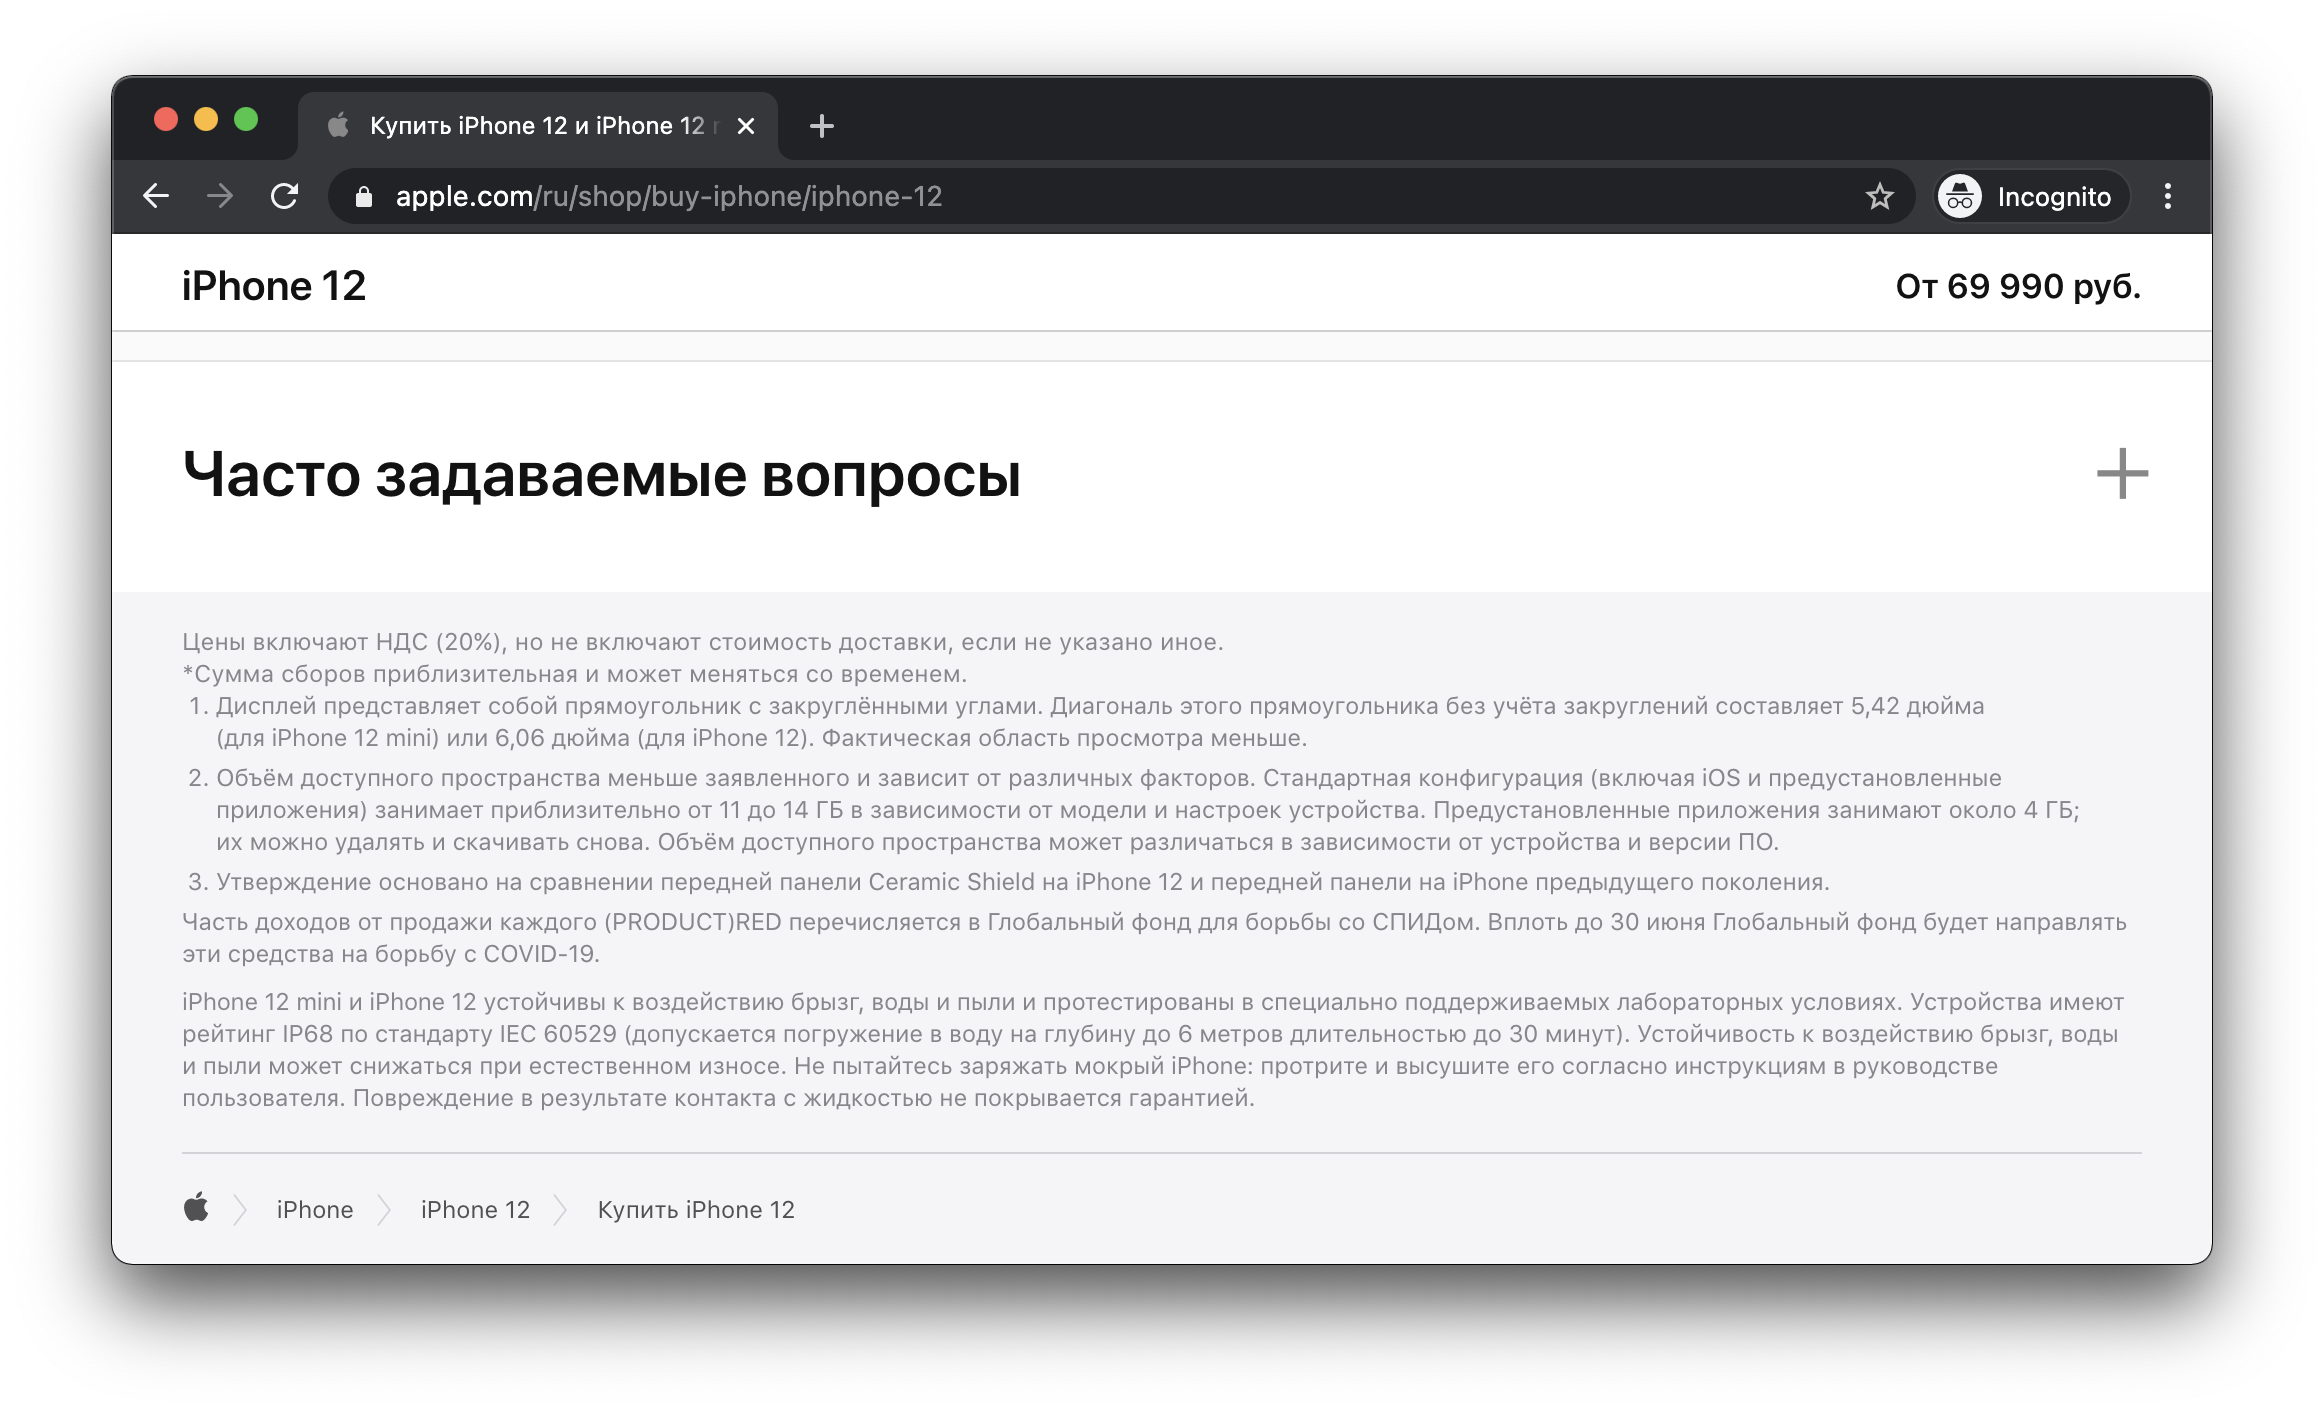 Купить iPhone 12 и iPhone 12
apple.com/ru/shop/buy-iphone/iphone-12
Incognito
iPhone 12
От 69 990 руб.
Часто задаваемые вопросы
Цены включают НДС (20%), но не включают стоимость доставки, если не указано иное.
*Сумма сборов приблизительная и может меняться со временем.
1. Дисплей представляет собой прямоугольник с закруглёнными углами. Диагональ этого прямоугольника без учёта закруглений составляет 5,42 дюйма
(для iPhone 12 mini) или 6,06 дюйма (для iPhone 12). Фактическая область просмотра меньше.
2. Объём доступного пространства меньше заявленного и зависит от различных факторов. Стандартная конфигурация (включая iOS и предустановленные
приложения) занимает приблизительно от 11 до 14 ГБ в зависимости от модели и настроек устройства. Предустановленные приложения занимают около 4 ГБ;
их можно удалять и скачивать снова. Объём доступного пространства может различаться в зависимости от устройства и версии ПО.
3. Утверждение основано на сравнении передней панели Ceramic Shield на iPhone 12 и передней панели на iPhone предыдущего поколения.
Часть доходов от продажи каждого (PRODUCT)RED перечисляется в Глобальный фонд для борьбы со СПИДом. Вплоть до 30 июня Глобальный фонд будет направлять
эти средства на борьбу с COVID-19.
iPhone 12 mini и iPhone 12 устойчивы к воздействию брызг, воды и пыли и протестированы в специально поддерживаемых лабораторных условиях. Устройства имеют
рейтинг IP68 по стандарту IEC 60529 (допускается погружение в воду на глубину до 6 метров длительностью до 30 минут). Устойчивость к воздействию брызг, воды
и пыли может снижаться при естественном износе. Не пытайтесь заряжать мокрый iPhone: протрите и высушите его согласно инструкциям в руководстве
пользователя. Повреждение в результате контакта с жидкостью не покрывается гарантией.
iPhone
iPhone 12
Купить iPhone 12